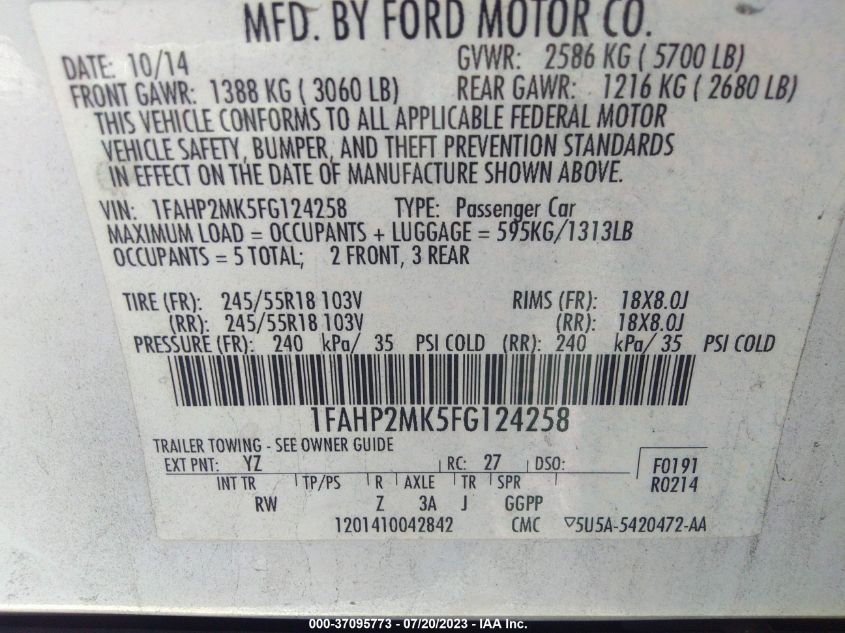 MFD. BY FORD MOTOR CO.
DATE: 10/14 GVWR: 2586 KG ( 5700 LB)
FRONT GAWR: 1388 KG ( 3060 LB) REAR GAWR: 1216 KG ( 2680 LB)
THIS VEHICLE CONFORMS TO ALL APPLICABLE FEDERAL MOTOR
VEHICLE SAFETY, BUMPER, AND THEFT PREVENTION STANDARDS
IN EFFECT ON THE DATE OF MANUFACTURE SHOWN ABOVE.
VIN: 1FAHP2MK5FG124258 TYPE: Passenger Car
MAXIMUM LOAD = OCCUPANTS + LUGGAGE = 595KG/1313LB
OCCUPANTS = 5 TOTAL; 2 FRONT, 3 REAR
TIRE (FR): 245/55R18 103V RIMS (FR): 18X8.0J
(RR): 245/55R18 103V (RR): 18X8.0J
PRESSURE (FR): 240 kPa/ 35 PSI COLD (RR): 240 kPa/ 35 PSI COLD
1FAHP2MK5FG124258
TRAILER TOWING - SEE OWNER GUIDE
EXT PNT: YZ RC: 27 DSO: F0191
INT TR TP/PS R AXLE TR SPR R0214
RW Z 3A J GGPP
1201410042842 CMC ▽5U5A-5420472-AA
000-37095773 - 07/20/2023 - IAA Inc.